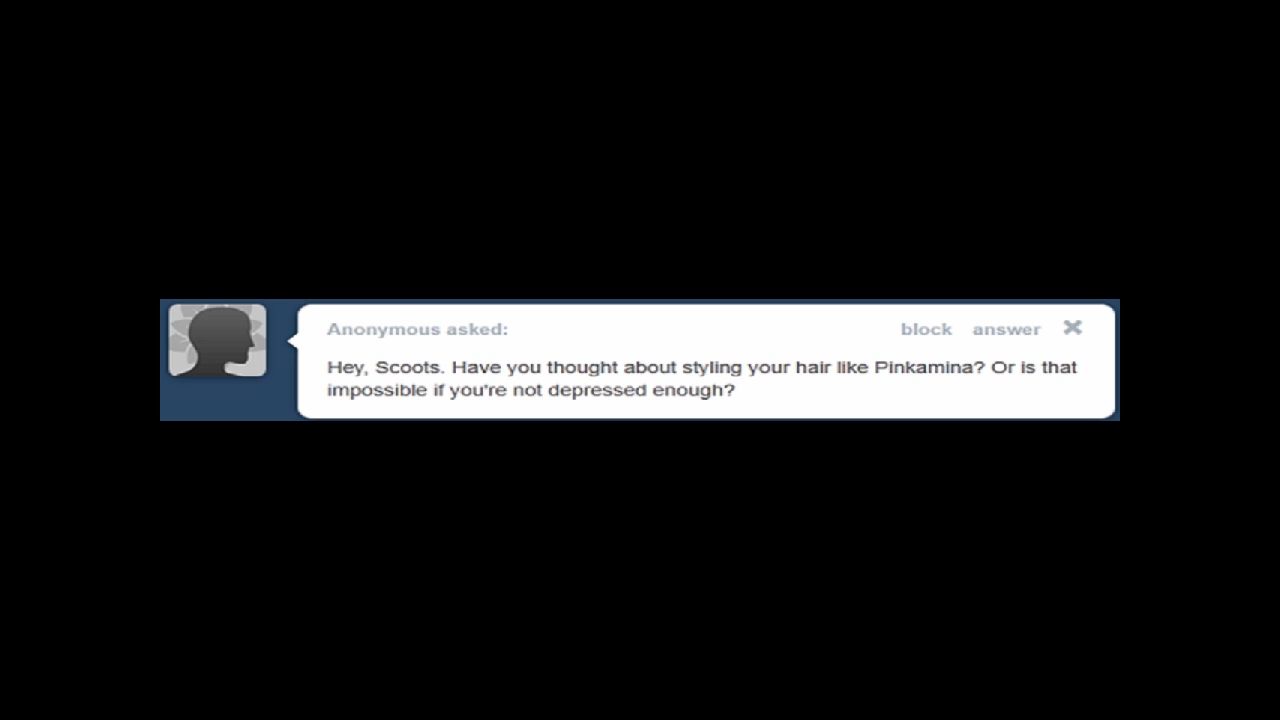 Anonymous asked:
block answer
Hey, Scoots. Have you thought about styling your hair like Pinkamina? Or is that
impossible if you're not depressed enough?